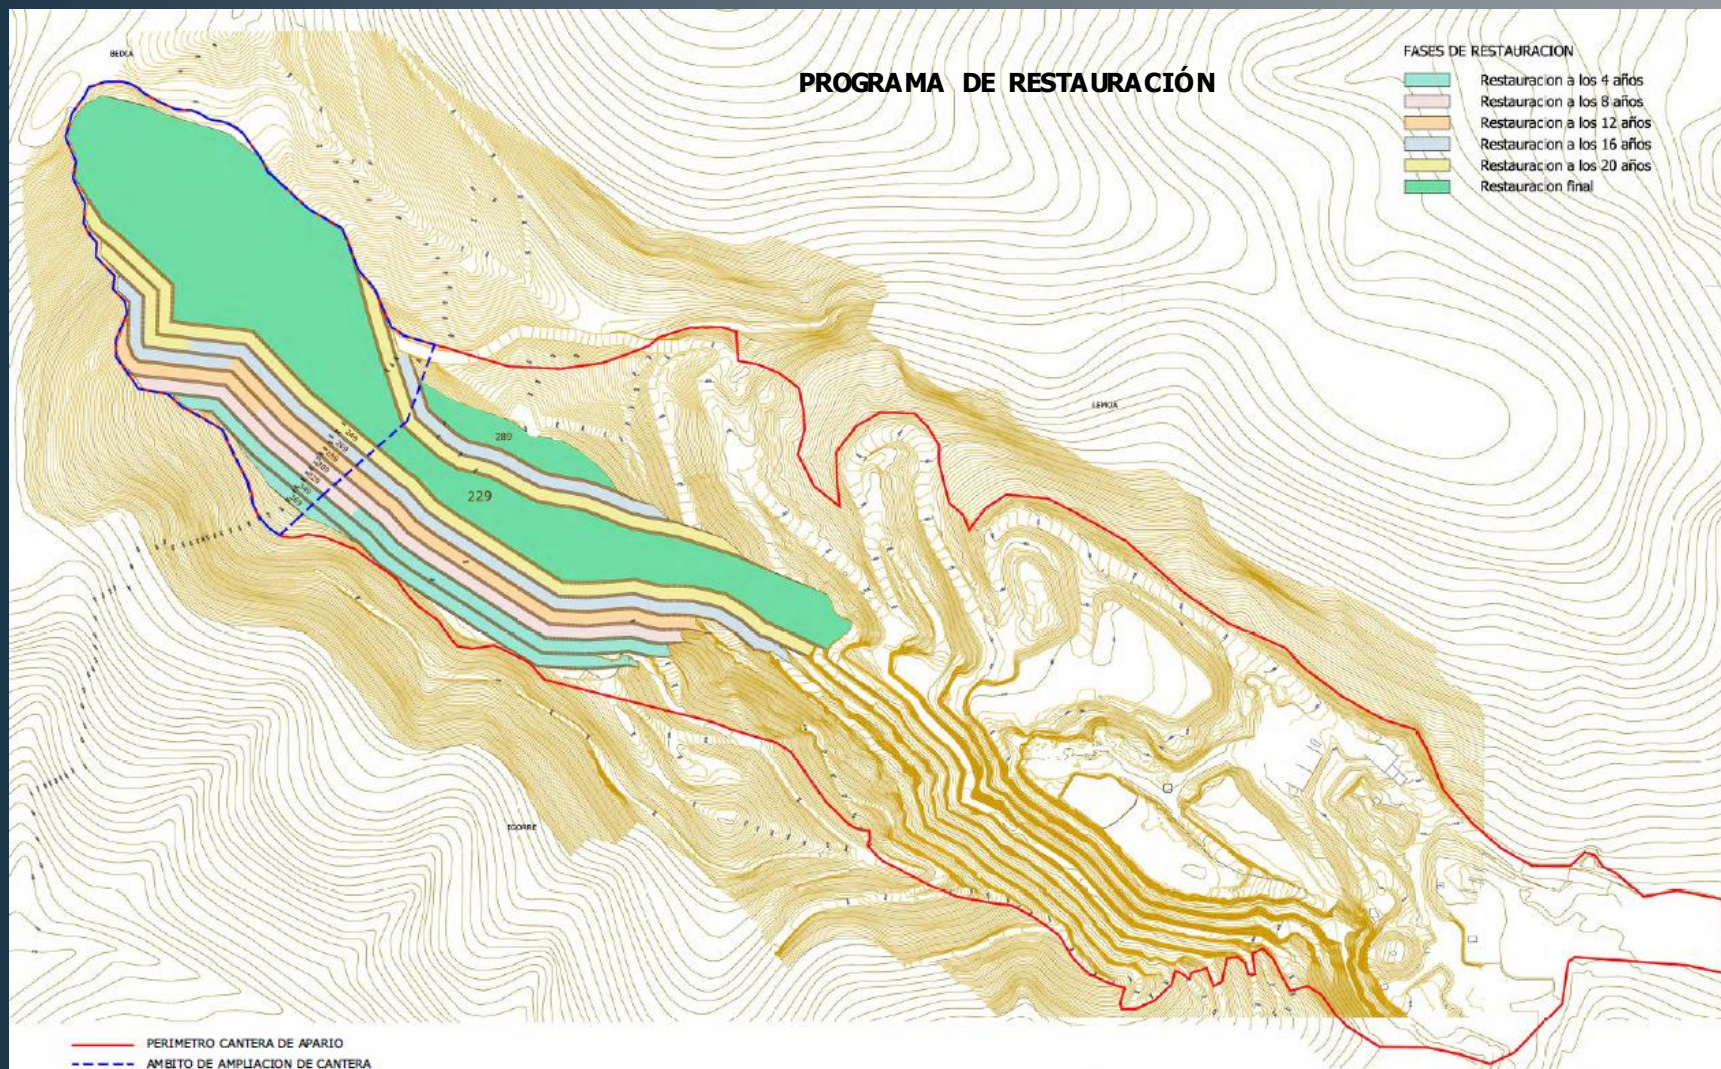 BEDIA
PROGRAMA DE RESTAURACIÓN
FASES DE RESTAURACION
Restauracion a los 4 años
Restauracion a los 8 años
Restauracion a los 12 años
Restauracion a los 16 años
Restauracion a los 20 años
Restauracion final
LEMOA
289
249
269
229
IGORRE
PERIMETRO CANTERA DE APARIO
AMBITO DE AMPLIACION DE CANTERA